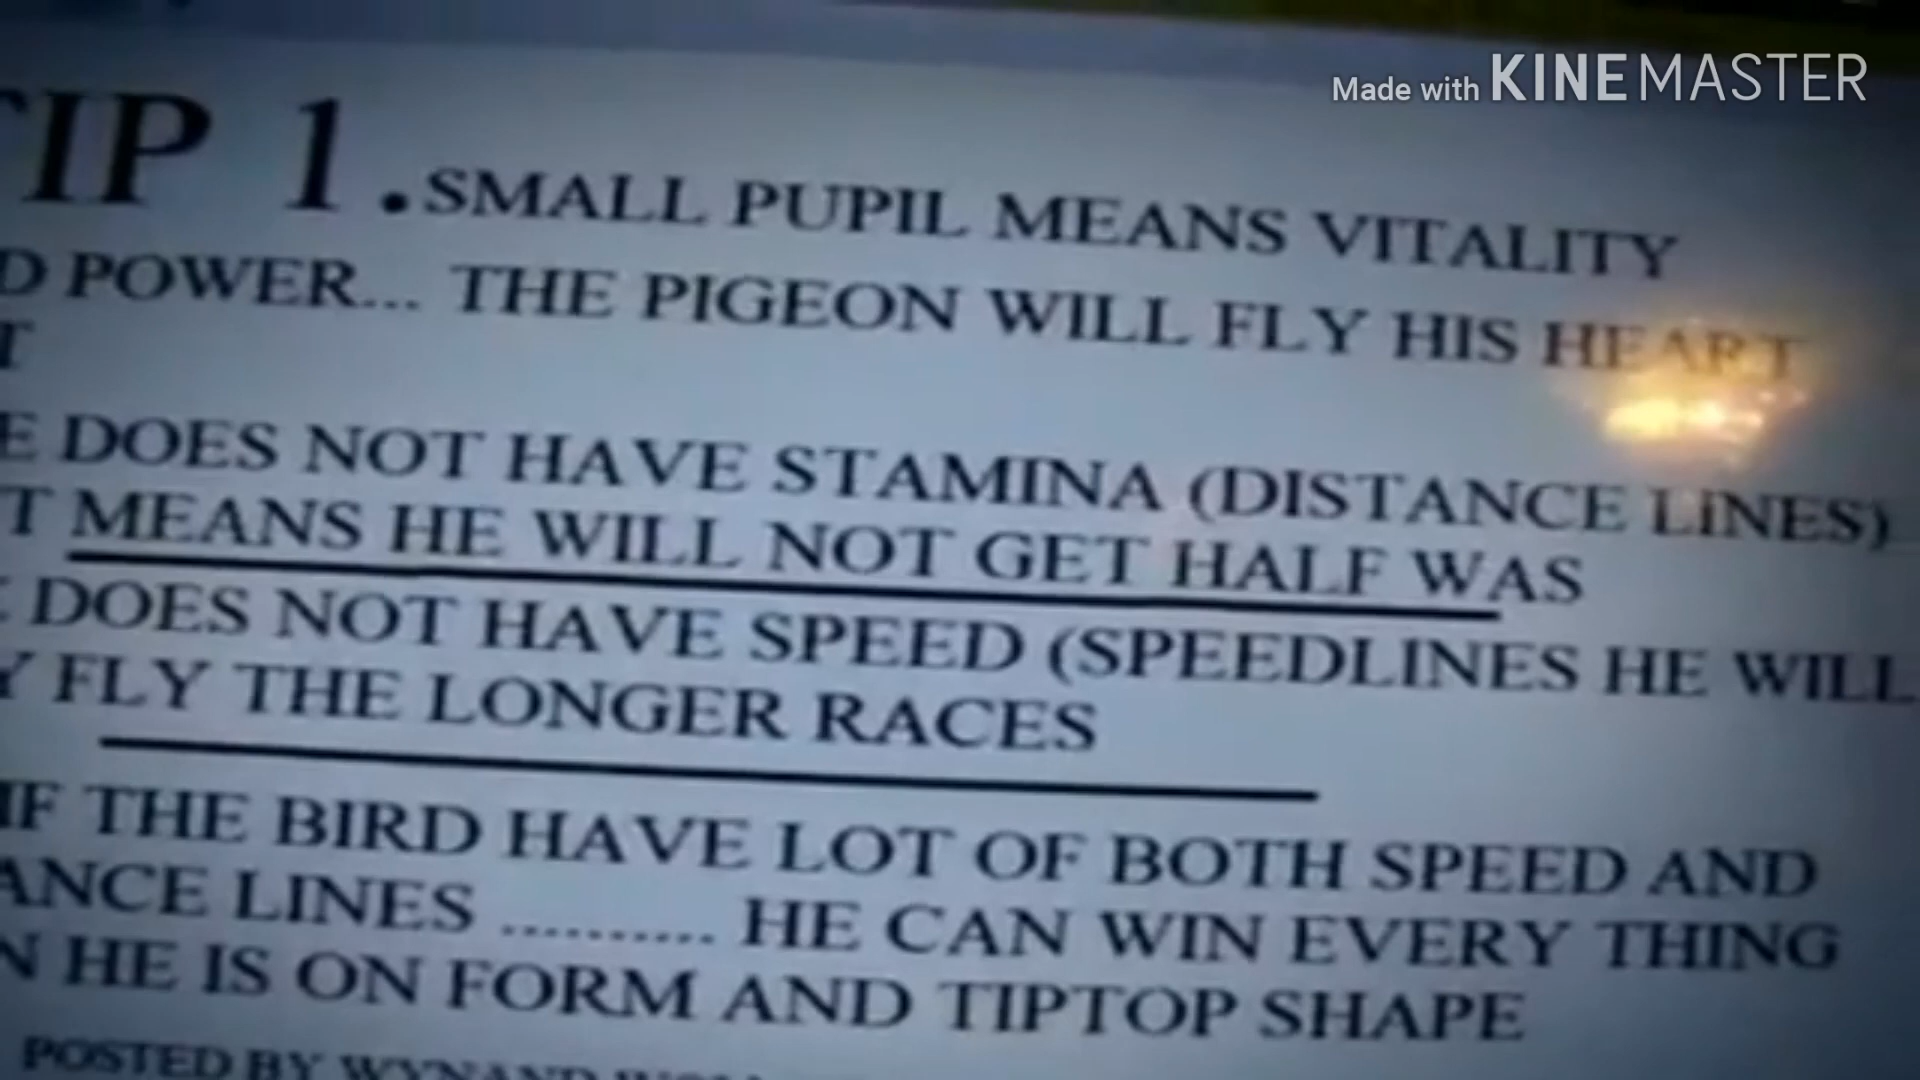 Made with KINEMASTER
TIP 1.SMALL PUPIL MEANS VITALITY
D POWER... THE PIGEON WILL FLY HIS HEART
T
E DOES NOT HAVE STAMINA (DISTANCE LINES)
T MEANS HE WILL NOT GET HALF WAS
DOES NOT HAVE SPEED (SPEEDLINES HE WILL
Y FLY THE LONGER RACES
IF THE BIRD HAVE LOT OF BOTH SPEED AND
ANCE LINES .......... HE CAN WIN EVERY THING
N HE IS ON FORM AND TIPTOP SHAPE
POSTED BY WYNAND